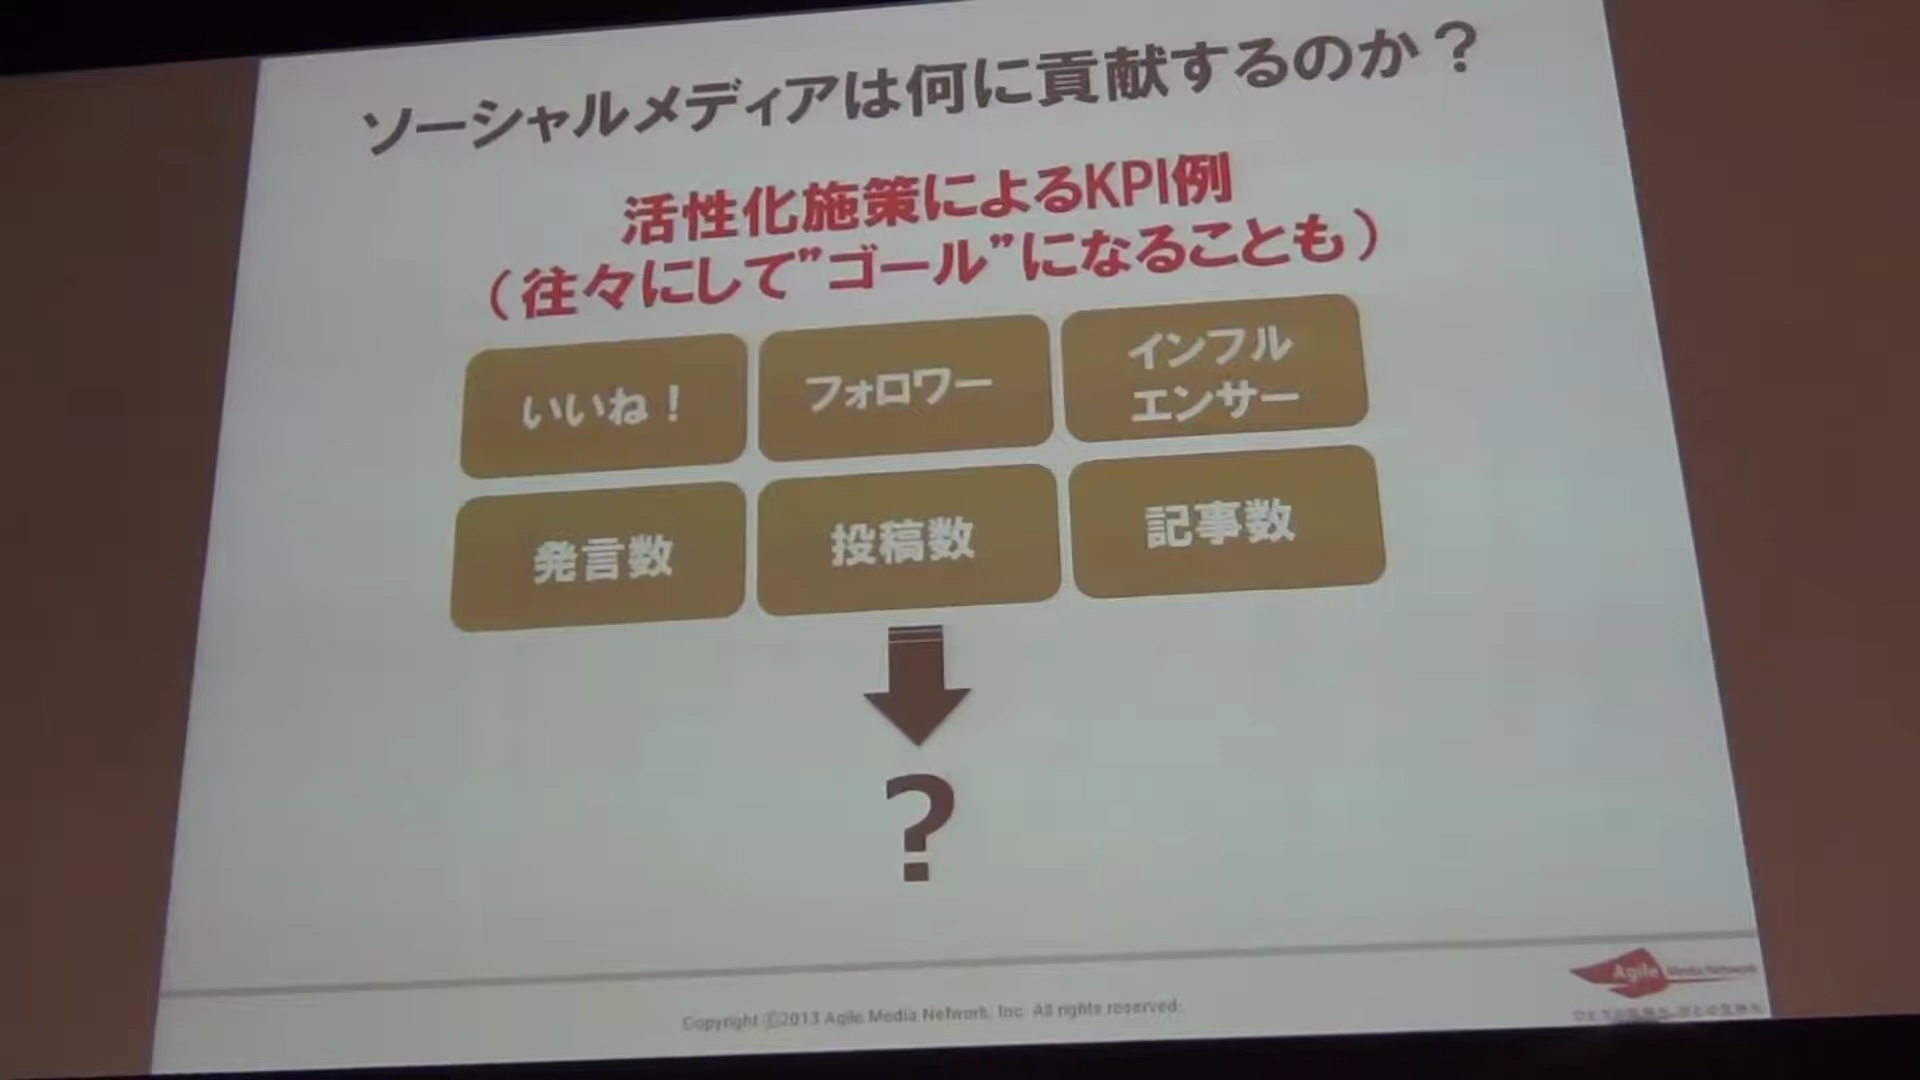 ソーシャルメディアは何に貢献するのか？
活性化施策によるKPI例
（往々にして”ゴール”になることも）
いいね！
フォロワー
インフル
エンサー
発言数
投稿数
記事数
?
Agile Media Network
Copyright ©2013 Agile Media Network, Inc. All rights reserved.